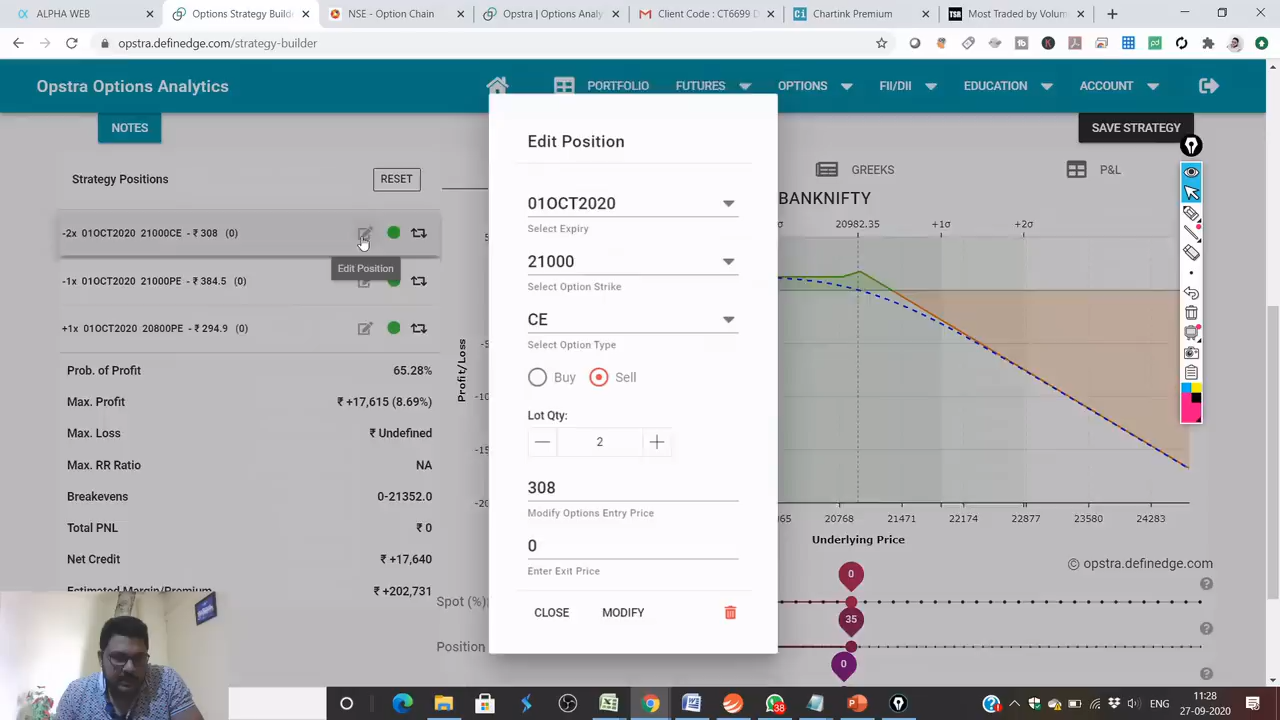 ALPHA WEB
Options Strategy Builder
NSE - Option Chain
Opstra | Options Analy
Client Code : CT6699 D
Chartink Premium
Most Traded by Volum
opstra.definedge.com/strategy-builder
Opstra Options Analytics
PORTFOLIO
FUTURES
OPTIONS
FII/DII
EDUCATION
ACCOUNT
NOTES
SAVE STRATEGY
Strategy Positions
RESET
GREEKS
P&L
BANKNIFTY
-2x 01OCT2020 21000CE - ₹ 308 (0)
Edit Position
-1x 01OCT2020 21000PE - ₹ 384.5 (0)
+1x 01OCT2020 20800PE - ₹ 294.9 (0)
Prob. of Profit 65.28%
Max. Profit ₹ +17,615 (8.69%)
Max. Loss ₹ Undefined
Max. RR Ratio NA
Breakevens 0-21352.0
Total PNL ₹ 0
Net Credit ₹ +17,640
Estimated Margin/Premium ₹ +202,731
Edit Position
01OCT2020
Select Expiry
21000
Select Option Strike
CE
Select Option Type
Buy Sell
Lot Qty:
2
308
Modify Options Entry Price
0
Enter Exit Price
CLOSE MODIFY
20982.35
+1σ +2σ
Profit/Loss
20768 21471 22174 22877 23580 24283
Underlying Price
© opstra.definedge.com
Spot (%)
0
35
Position
0
38
ENG
11:28
27-09-2020